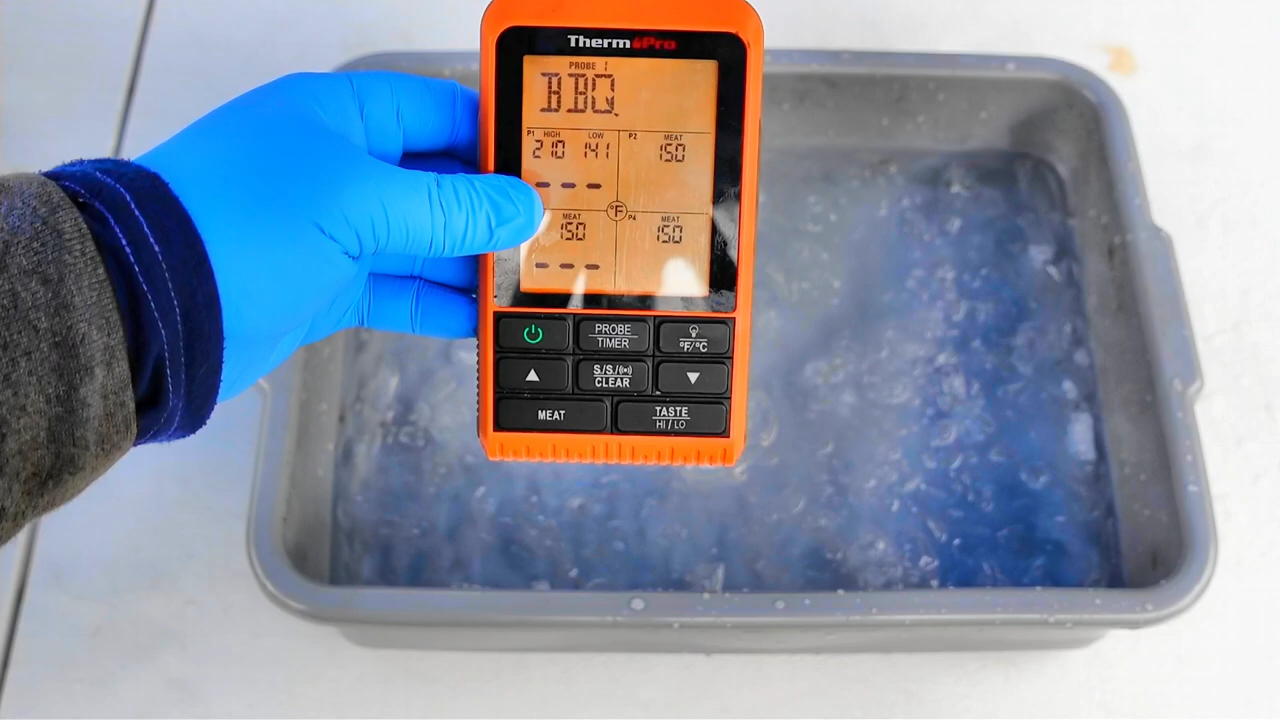 ThermoPro
PROBE 1
BBQ
P1 HIGH LOW P2 MEAT
210 141 150
- - -
°F
MEAT P4 MEAT
150 150
- - -
PROBE
TIMER
°F/°C
S/S/((•))
CLEAR
MEAT
TASTE
HI / LO